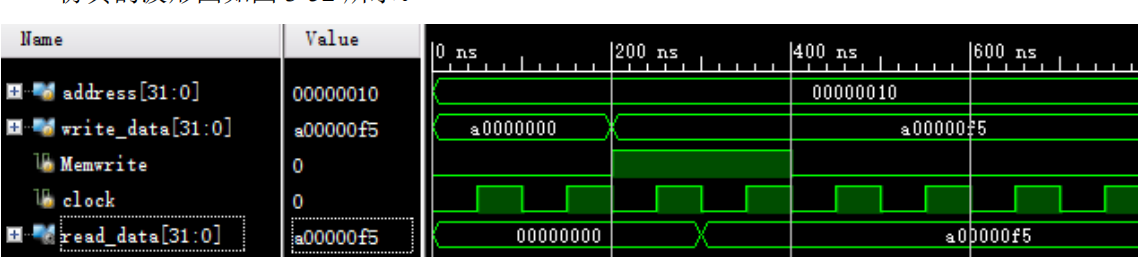 Name Value 0 ns 200 ns 400 ns 600 ns
address[31:0] 00000010 00000010
write_data[31:0] a00000f5 a0000000 a00000f5
Memwrite 0
clock 0
read_data[31:0] a00000f5 00000000 a00000f5